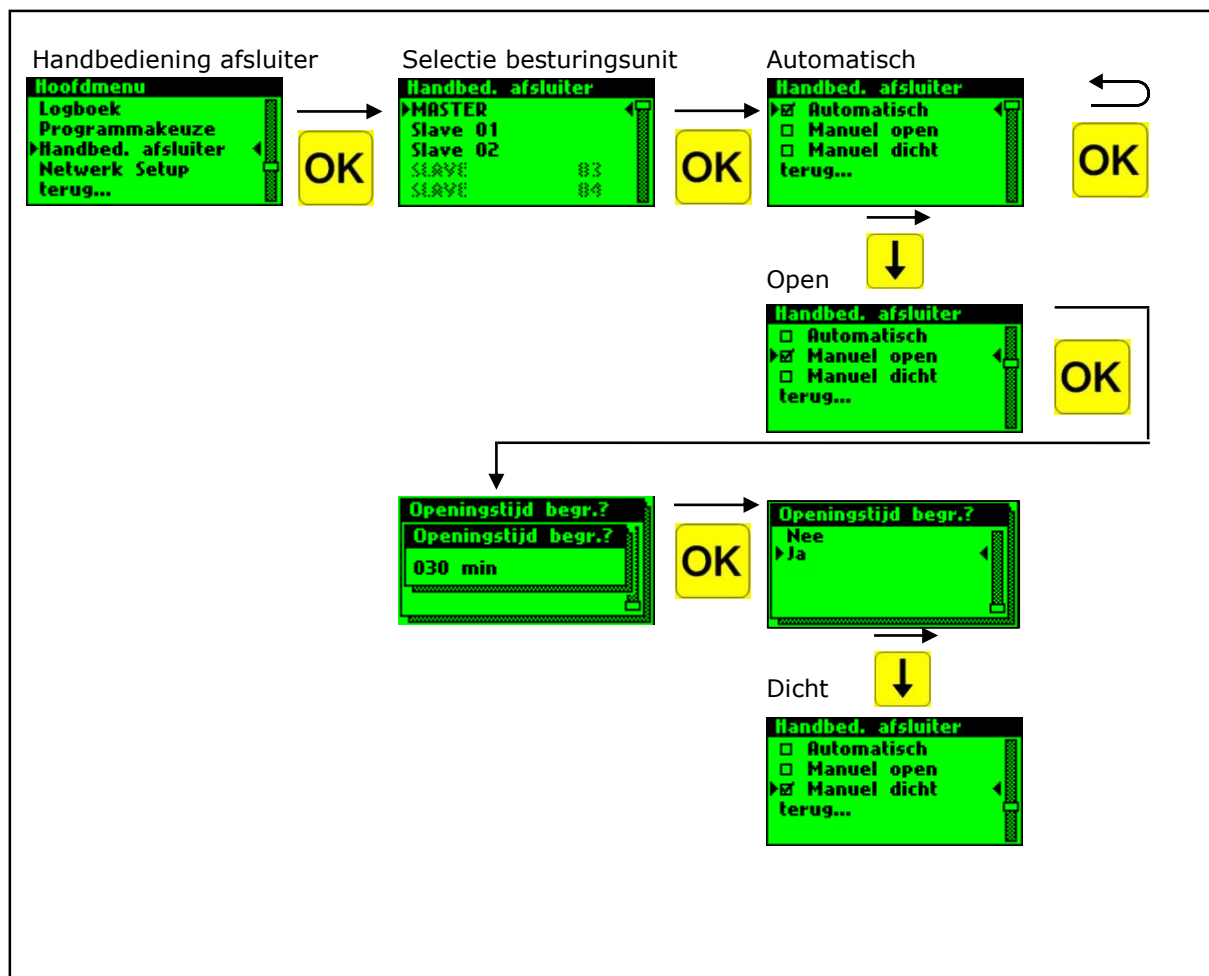 Handbediening afsluiter
Hoofdmenu
Logboek
Programmakeuze
Handbed. afsluiter
Netwerk Setup
terug...
OK
Selectie besturingsunit
Handbed. afsluiter
MASTER
Slave 01
Slave 02
SLAVE 03
SLAVE 04
OK
Automatisch
Handbed. afsluiter
Automatisch
Manuel open
Manuel dicht
terug...
OK
Open
Handbed. afsluiter
Automatisch
Manuel open
Manuel dicht
terug...
OK
Openingstijd begr.?
Openingstijd begr.?
030 min
OK
Openingstijd begr.?
Nee
Ja
Dicht
Handbed. afsluiter
Automatisch
Manuel open
Manuel dicht
terug...